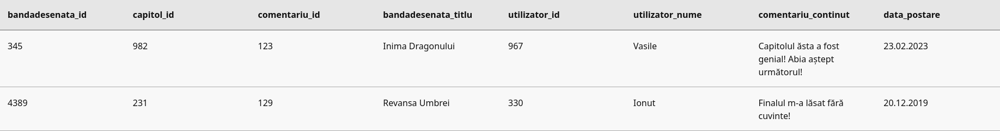 bandadesenata_id capitol_id comentariu_id bandadesenata_titlu utilizator_id utilizator_nume comentariu_continut data_postare
345 982 123 Inima Dragonului 967 Vasile Capitolul ăsta a fost 23.02.2023
genial! Abia aștept
următorul!
4389 231 129 Revansa Umbrei 330 Ionut Finalul m-a lăsat fără 20.12.2019
cuvinte!